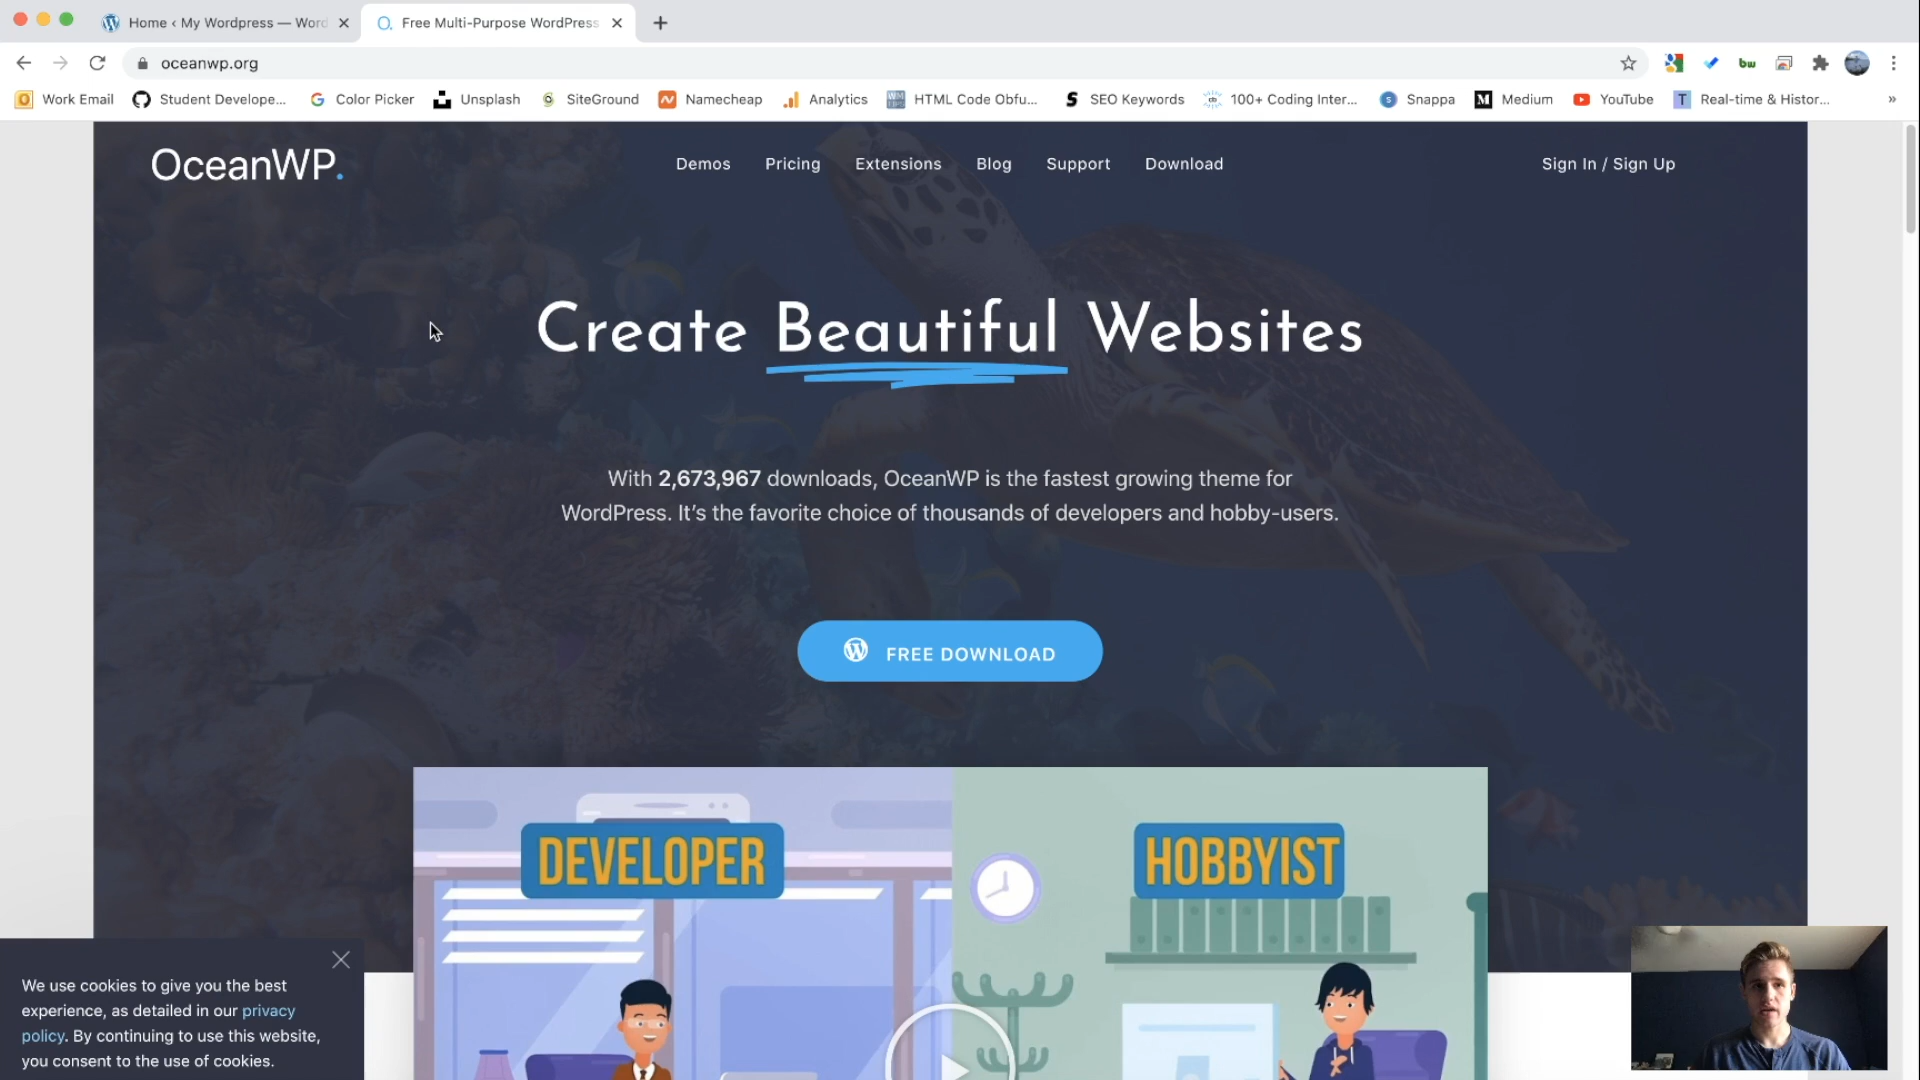 Home ‹ My Wordpress — Word
Free Multi-Purpose WordPress
oceanwp.org
Work Email
Student Develope...
Color Picker
Unsplash
SiteGround
Namecheap
Analytics
HTML Code Obfu...
SEO Keywords
100+ Coding Inter...
Snappa
Medium
YouTube
Real-time & Histor...
»
OceanWP.
Demos
Pricing
Extensions
Blog
Support
Download
Sign In / Sign Up
Create Beautiful Websites
With 2,673,967 downloads, OceanWP is the fastest growing theme for
WordPress. It’s the favorite choice of thousands of developers and hobby-users.
FREE DOWNLOAD
DEVELOPER
HOBBYIST
We use cookies to give you the best
experience, as detailed in our privacy
policy. By continuing to use this website,
you consent to the use of cookies.